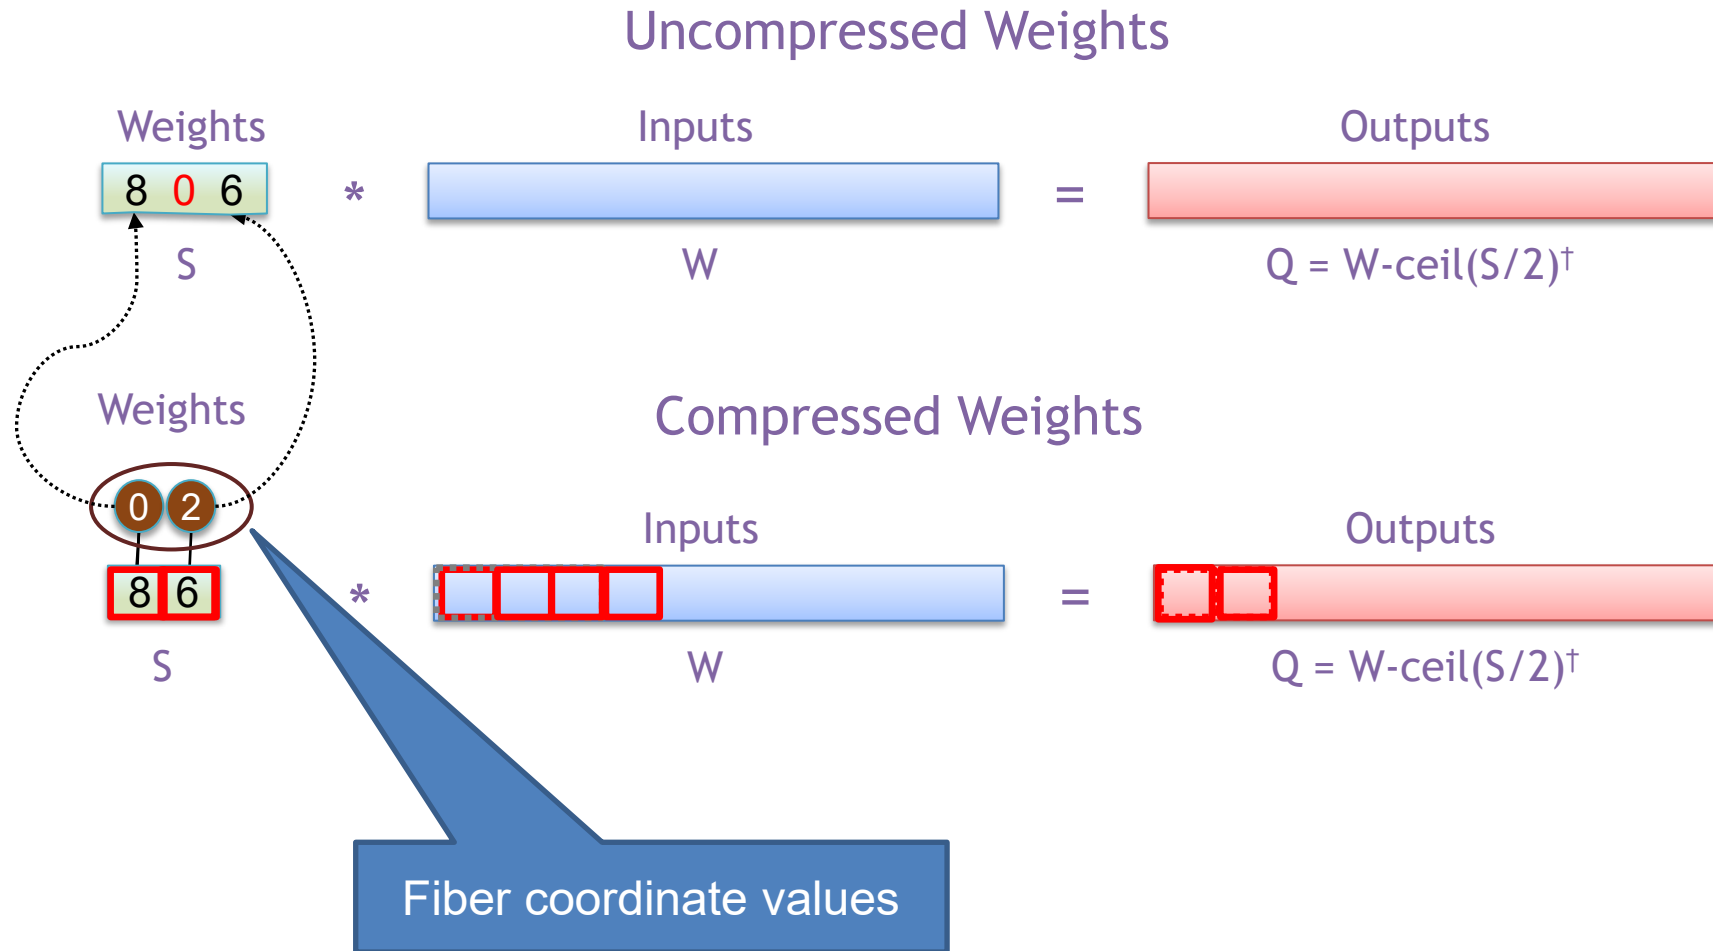 Uncompressed Weights
Weights
Inputs
Outputs
8 0 6
*
=
S
W
Q = W-ceil(S/2)†
Weights
Compressed Weights
0 2
Inputs
Outputs
8 6
*
=
S
W
Q = W-ceil(S/2)†
Fiber coordinate values